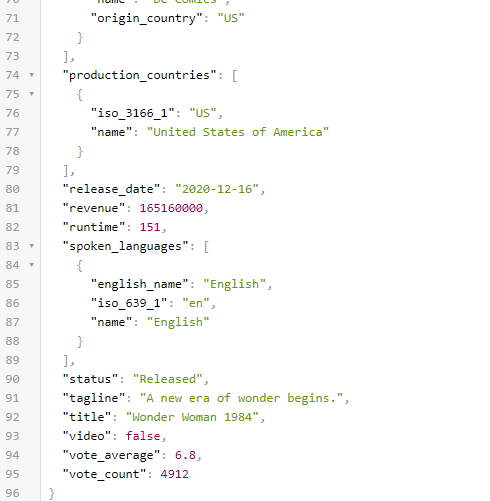 70 "name": "DC Comics",
71 "origin_country": "US"
72 }
73 ],
74 "production_countries": [
75 {
76 "iso_3166_1": "US",
77 "name": "United States of America"
78 }
79 ],
80 "release_date": "2020-12-16",
81 "revenue": 165160000,
82 "runtime": 151,
83 "spoken_languages": [
84 {
85 "english_name": "English",
86 "iso_639_1": "en",
87 "name": "English"
88 }
89 ],
90 "status": "Released",
91 "tagline": "A new era of wonder begins.",
92 "title": "Wonder Woman 1984",
93 "video": false,
94 "vote_average": 6.8,
95 "vote_count": 4912
96 }